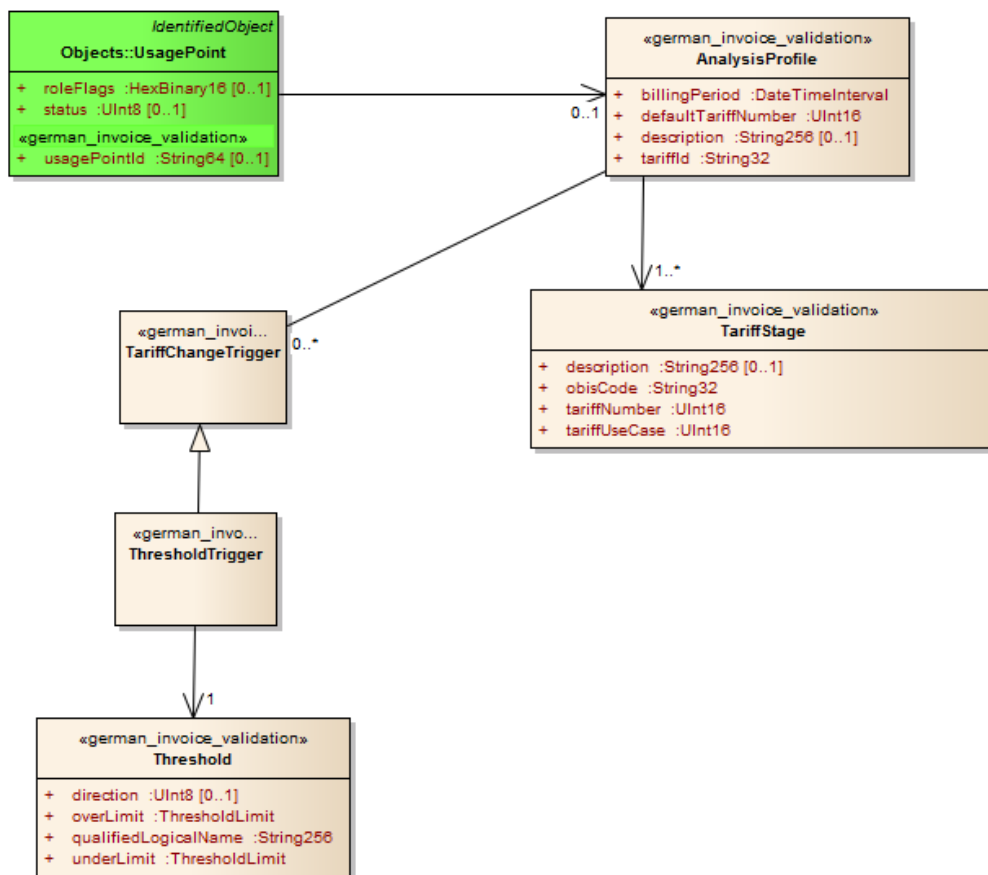 IdentifiedObject
Objects::UsagePoint
+ roleFlags :HexBinary16 [0..1]
+ status :UInt8 [0..1]
«german_invoice_validation»
+ usagePointId :String64 [0..1]
0..1
«german_invoice_validation»
AnalysisProfile
+ billingPeriod :DateTimeInterval
+ defaultTariffNumber :UInt16
+ description :String256 [0..1]
+ tariffId :String32
1..*
«german_invoice_validation»
TariffStage
+ description :String256 [0..1]
+ obisCode :String32
+ tariffNumber :UInt16
+ tariffUseCase :UInt16
«german_invoi...
TariffChangeTrigger
0..*
«german_invo...
ThresholdTrigger
1
«german_invoice_validation»
Threshold
+ direction :UInt8 [0..1]
+ overLimit :ThresholdLimit
+ qualifiedLogicalName :String256
+ underLimit :ThresholdLimit